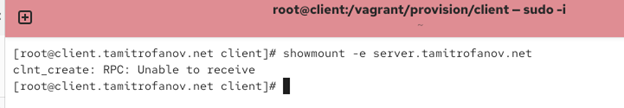 root@client:/vagrant/provision/client — sudo -i
[root@client.tamitrofanov.net client]# showmount -e server.tamitrofanov.net
clnt_create: RPC: Unable to receive
[root@client.tamitrofanov.net client]#